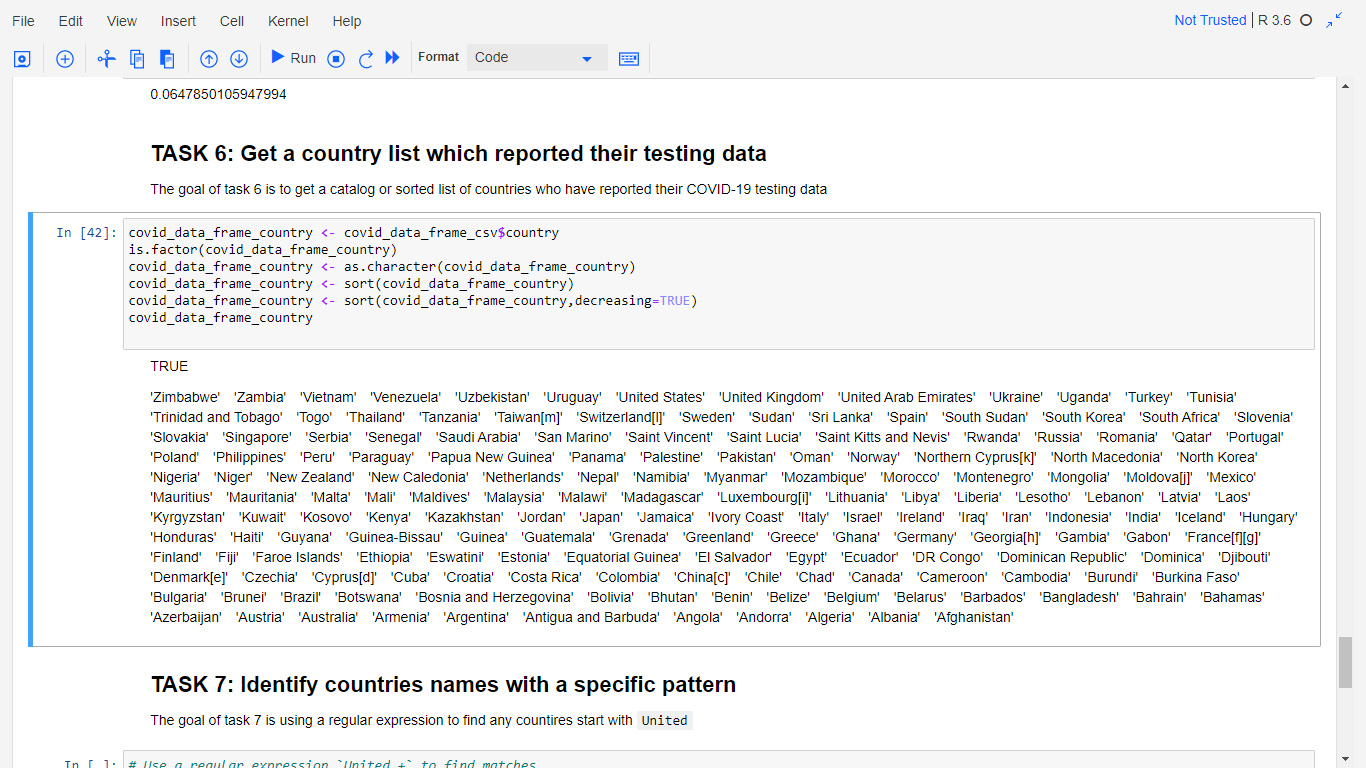 File Edit View Insert Cell Kernel Help Not Trusted R 3.6
Run Format Code
0.0647850105947994
TASK 6: Get a country list which reported their testing data
The goal of task 6 is to get a catalog or sorted list of countries who have reported their COVID-19 testing data
In [42]: covid_data_frame_country <- covid_data_frame_csv$country
is.factor(covid_data_frame_country)
covid_data_frame_country <- as.character(covid_data_frame_country)
covid_data_frame_country <- sort(covid_data_frame_country)
covid_data_frame_country <- sort(covid_data_frame_country,decreasing=TRUE)
covid_data_frame_country
TRUE
'Zimbabwe' 'Zambia' 'Vietnam' 'Venezuela' 'Uzbekistan' 'Uruguay' 'United States' 'United Kingdom' 'United Arab Emirates' 'Ukraine' 'Uganda' 'Turkey' 'Tunisia'
'Trinidad and Tobago' 'Togo' 'Thailand' 'Tanzania' 'Taiwan[m]' 'Switzerland[l]' 'Sweden' 'Sudan' 'Sri Lanka' 'Spain' 'South Sudan' 'South Korea' 'South Africa' 'Slovenia'
'Slovakia' 'Singapore' 'Serbia' 'Senegal' 'Saudi Arabia' 'San Marino' 'Saint Vincent' 'Saint Lucia' 'Saint Kitts and Nevis' 'Rwanda' 'Russia' 'Romania' 'Qatar' 'Portugal'
'Poland' 'Philippines' 'Peru' 'Paraguay' 'Papua New Guinea' 'Panama' 'Palestine' 'Pakistan' 'Oman' 'Norway' 'Northern Cyprus[k]' 'North Macedonia' 'North Korea'
'Nigeria' 'Niger' 'New Zealand' 'New Caledonia' 'Netherlands' 'Nepal' 'Namibia' 'Myanmar' 'Mozambique' 'Morocco' 'Montenegro' 'Mongolia' 'Moldova[j]' 'Mexico'
'Mauritius' 'Mauritania' 'Malta' 'Mali' 'Maldives' 'Malaysia' 'Malawi' 'Madagascar' 'Luxembourg[i]' 'Lithuania' 'Libya' 'Liberia' 'Lesotho' 'Lebanon' 'Latvia' 'Laos'
'Kyrgyzstan' 'Kuwait' 'Kosovo' 'Kenya' 'Kazakhstan' 'Jordan' 'Japan' 'Jamaica' 'Ivory Coast' 'Italy' 'Israel' 'Ireland' 'Iraq' 'Iran' 'Indonesia' 'India' 'Iceland' 'Hungary'
'Honduras' 'Haiti' 'Guyana' 'Guinea-Bissau' 'Guinea' 'Guatemala' 'Grenada' 'Greenland' 'Greece' 'Ghana' 'Germany' 'Georgia[h]' 'Gambia' 'Gabon' 'France[f][g]'
'Finland' 'Fiji' 'Faroe Islands' 'Ethiopia' 'Eswatini' 'Estonia' 'Equatorial Guinea' 'El Salvador' 'Egypt' 'Ecuador' 'DR Congo' 'Dominican Republic' 'Dominica' 'Djibouti'
'Denmark[e]' 'Czechia' 'Cyprus[d]' 'Cuba' 'Croatia' 'Costa Rica' 'Colombia' 'China[c]' 'Chile' 'Chad' 'Canada' 'Cameroon' 'Cambodia' 'Burundi' 'Burkina Faso'
'Bulgaria' 'Brunei' 'Brazil' 'Botswana' 'Bosnia and Herzegovina' 'Bolivia' 'Bhutan' 'Benin' 'Belize' 'Belgium' 'Belarus' 'Barbados' 'Bangladesh' 'Bahrain' 'Bahamas'
'Azerbaijan' 'Austria' 'Australia' 'Armenia' 'Argentina' 'Antigua and Barbuda' 'Angola' 'Andorra' 'Algeria' 'Albania' 'Afghanistan'
TASK 7: Identify countries names with a specific pattern
The goal of task 7 is using a regular expression to find any countires start with United
In [ ]: # Use a regular expression `United.+` to find matches